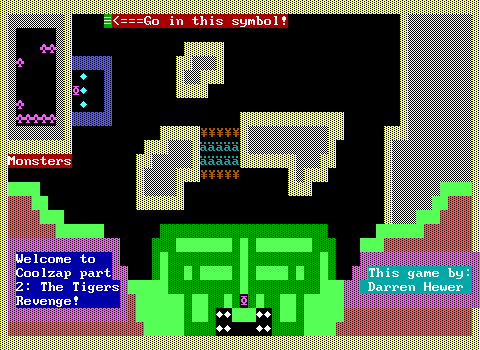 ≡<===Go in this symbol!
Monsters
Welcome to
Coolzap part
2: The Tigers
Revenge!
This game by:
Darren Hewer